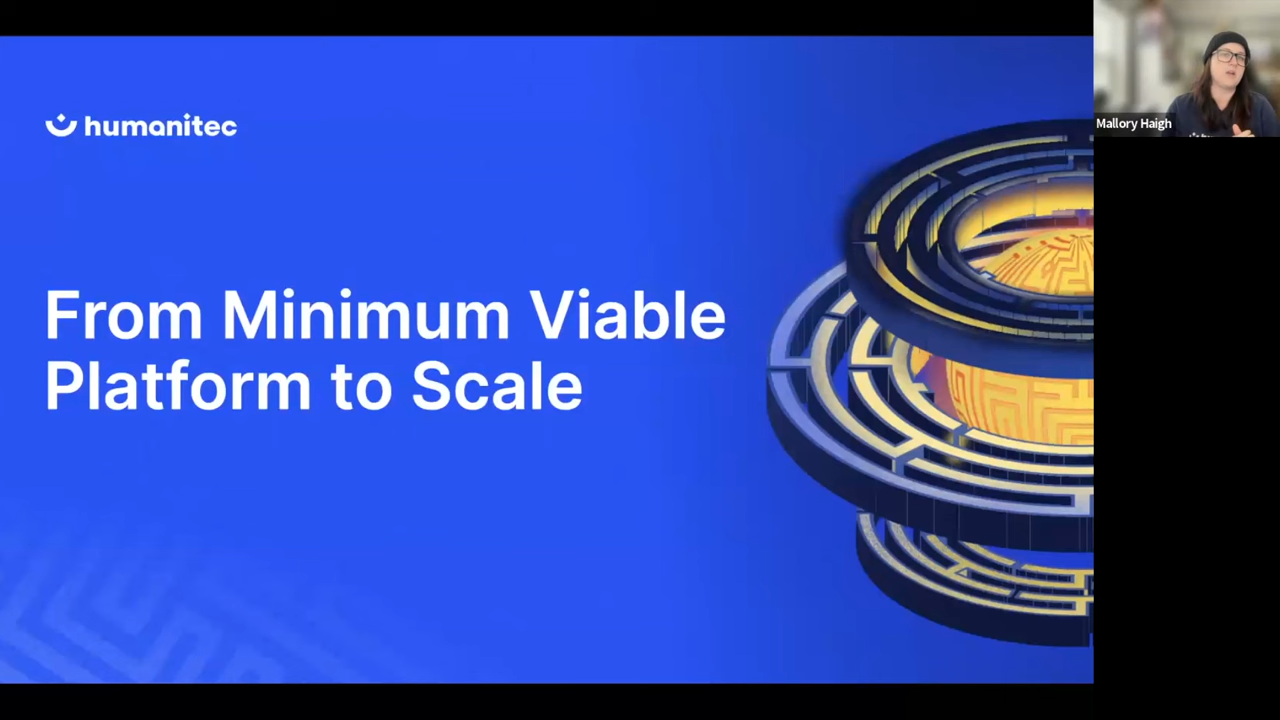 humanitec
From Minimum Viable
Platform to Scale
Mallory Haigh